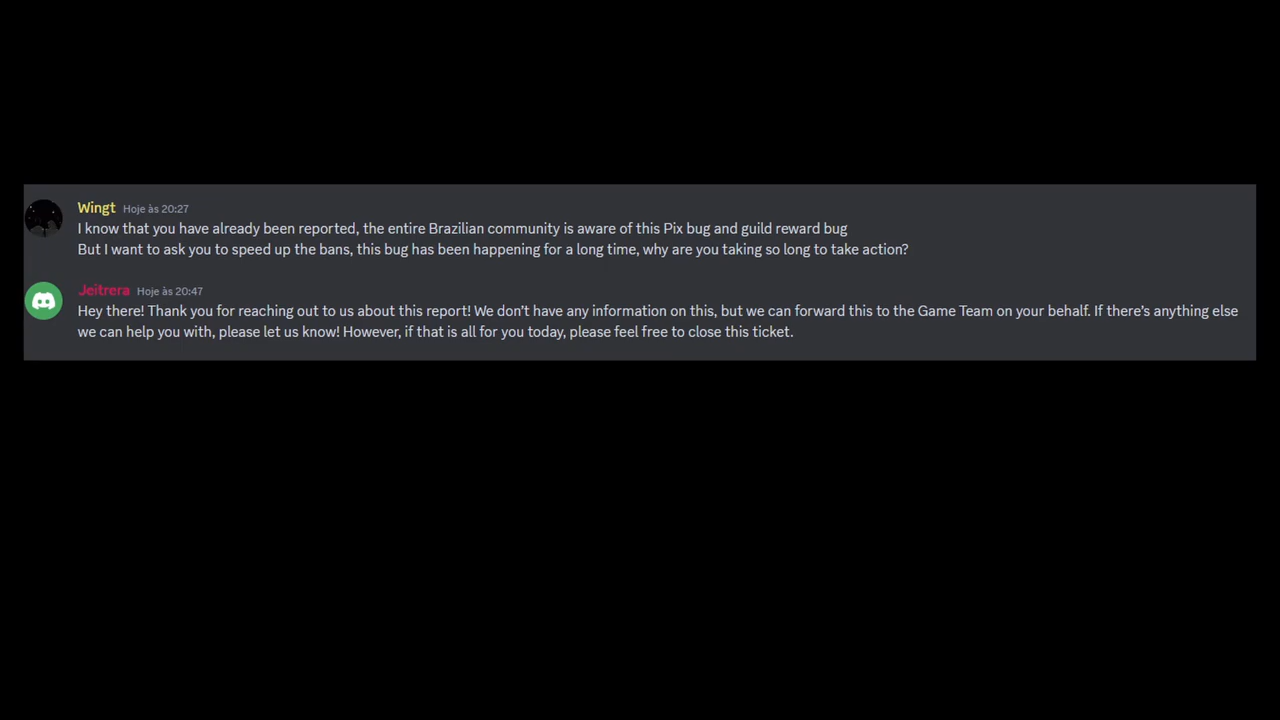 Wingt Hoje às 20:27
I know that you have already been reported, the entire Brazilian community is aware of this Pix bug and guild reward bug
But I want to ask you to speed up the bans, this bug has been happening for a long time, why are you taking so long to take action?
Jeitrera Hoje às 20:47
Hey there! Thank you for reaching out to us about this report! We don't have any information on this, but we can forward this to the Game Team on your behalf. If there's anything else
we can help you with, please let us know! However, if that is all for you today, please feel free to close this ticket.